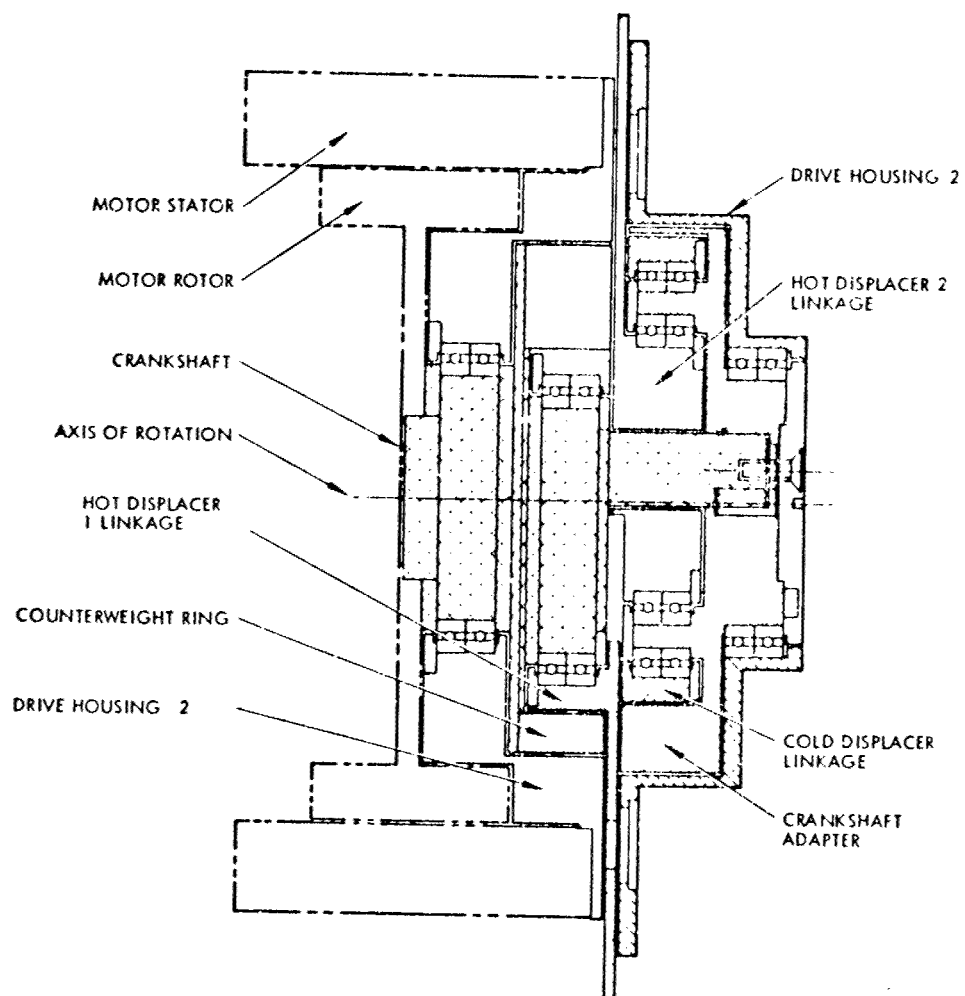 MOTOR STATOR
MOTOR ROTOR
CRANKSHAFT
AXIS OF ROTATION
HOT DISPLACER
1 LINKAGE
COUNTERWEIGHT RING
DRIVE HOUSING 2
DRIVE HOUSING 2
HOT DISPLACER 2
LINKAGE
COLD DISPLACER
LINKAGE
CRANKSHAFT
ADAPTER